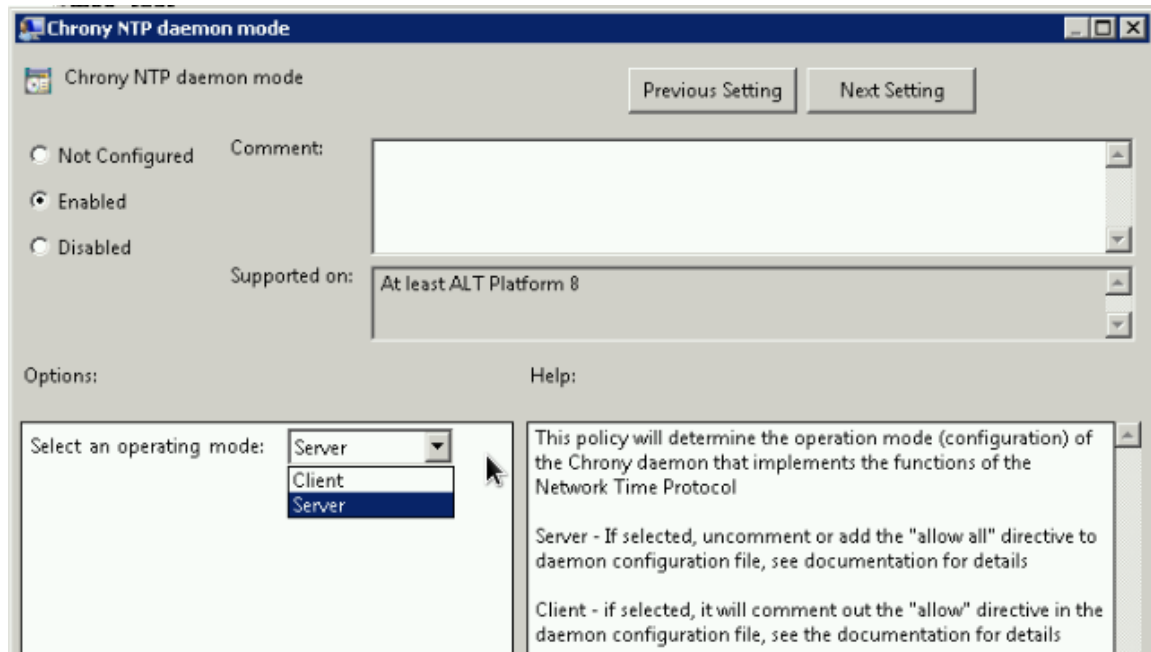 Chrony NTP daemon mode
Chrony NTP daemon mode
Previous Setting
Next Setting
Not Configured
Comment:
Enabled
Disabled
Supported on:
At least ALT Platform 8
Options:
Help:
Select an operating mode:
Server
Client
Server
This policy will determine the operation mode (configuration) of
the Chrony daemon that implements the functions of the
Network Time Protocol
Server - If selected, uncomment or add the "allow all" directive to
daemon configuration file, see documentation for details
Client - if selected, it will comment out the "allow" directive in the
daemon configuration file, see the documentation for details